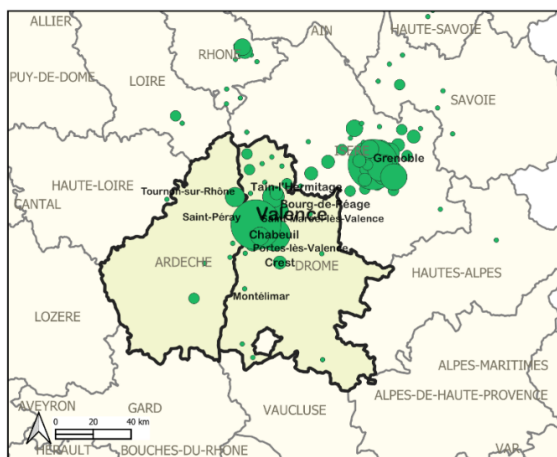 ALLIER
AIN
HAUTE-SAVOIE
RHONE
PUY-DE-DOME
LOIRE
SAVOIE
ISERE
Grenoble
HAUTE-LOIRE
Tournon-sur-Rhône
Tain-l'Hermitage
CANTAL
Bourg-de-Péage
Saint-Péray
Valence
Saint-Marcel-lès-Valence
Chabeuil
Portes-lès-Valence
ARDECHE
Crest
DROME
HAUTES-ALPES
Montélimar
LOZERE
ALPES-MARITIMES
ALPES-DE-HAUTE-PROVENCE
AVEYRON
GARD
VAUCLUSE
0 20 40 km
HERAULT
BOUCHES-DU-RHÔNE
VAR